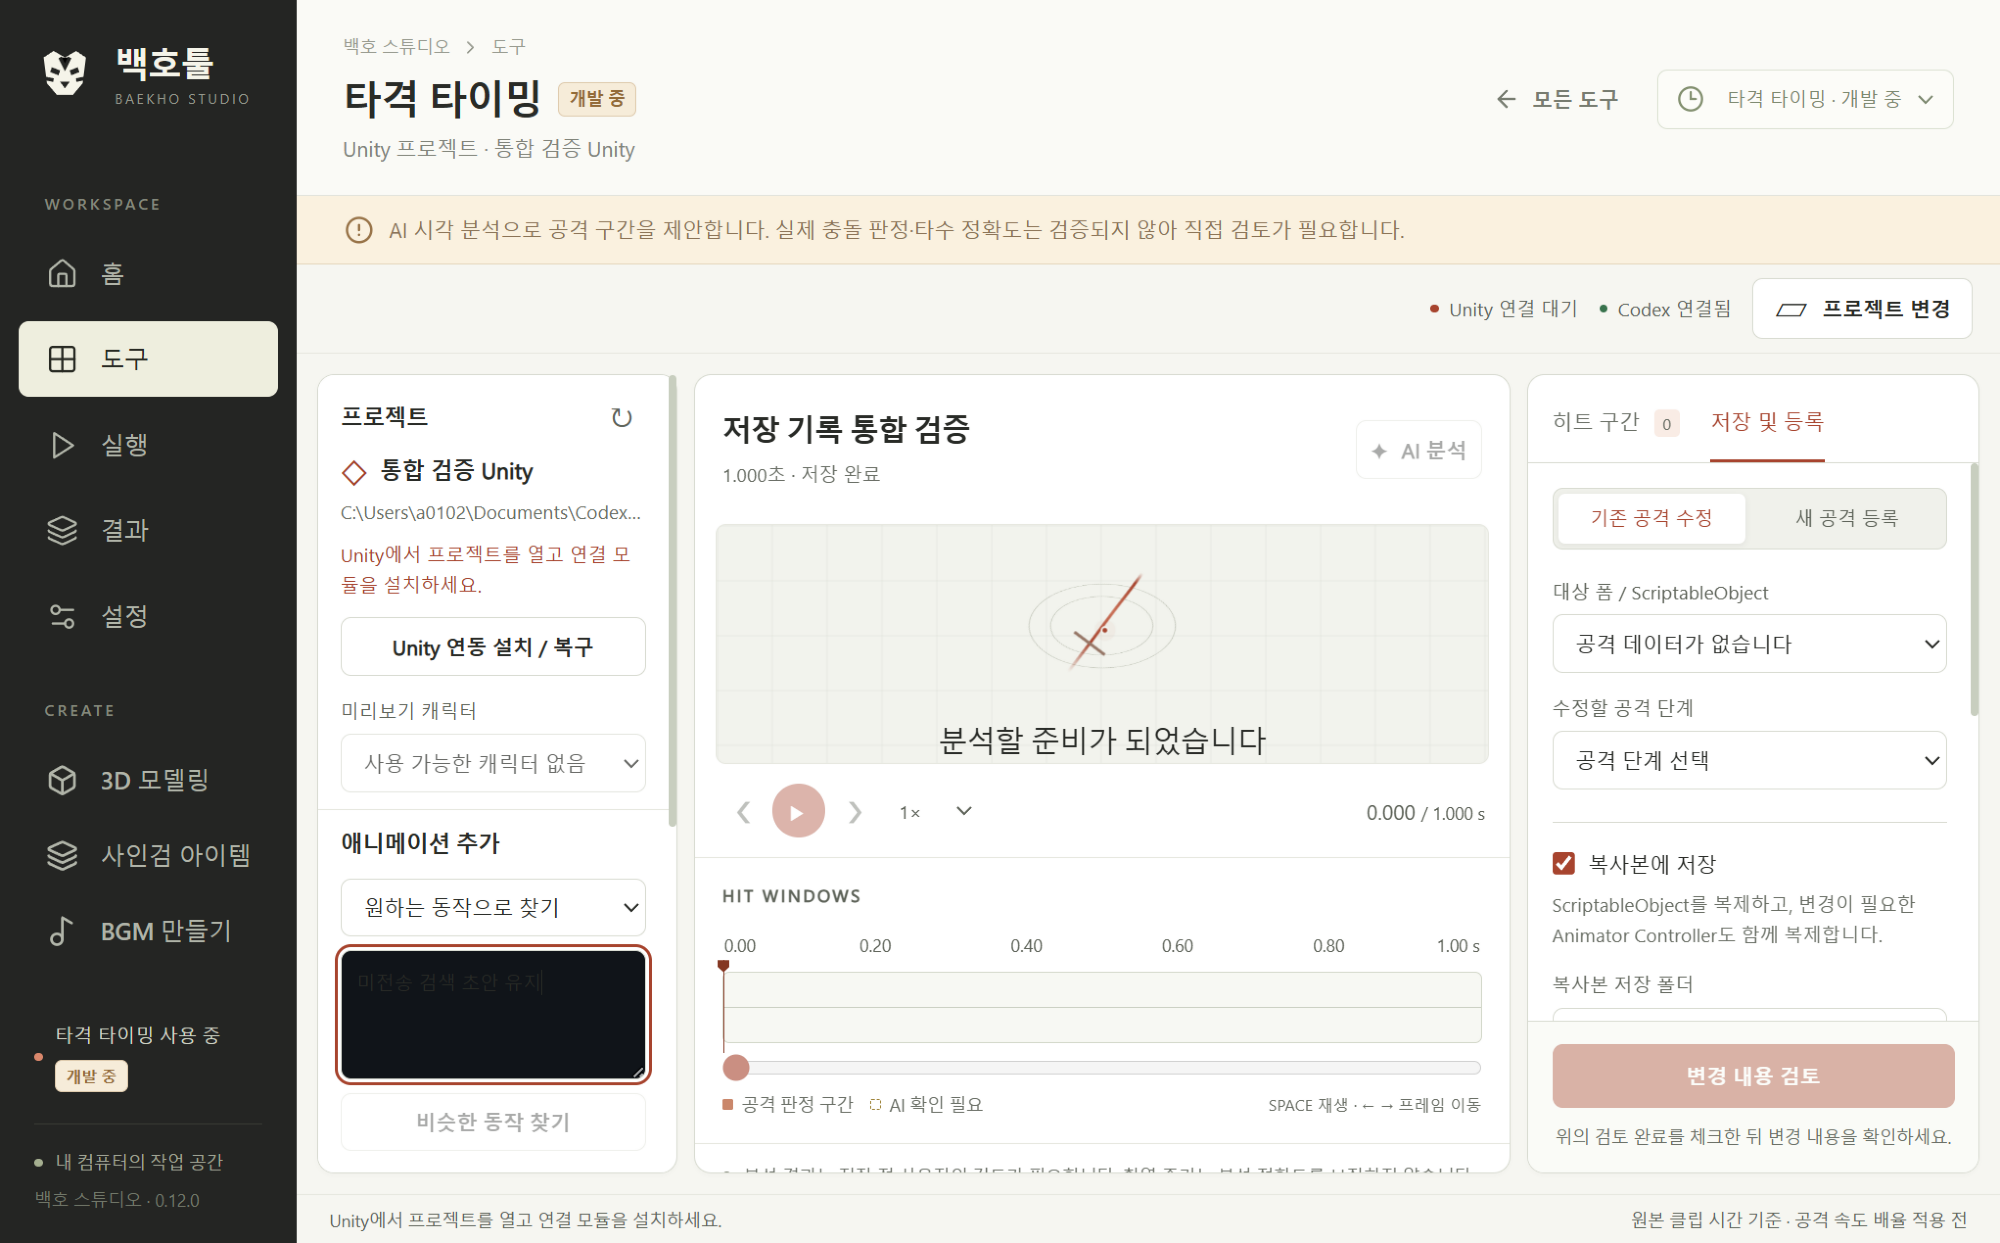 백호툴
BAEKHO STUDIO
WORKSPACE
홈
도구
실행
결과
설정
CREATE
3D 모델링
사인검 아이템
BGM 만들기
타격 타이밍 사용 중
개발 중
내 컴퓨터의 작업 공간
백호 스튜디오 · 0.12.0
백호 스튜디오 > 도구
타격 타이밍 개발 중
Unity 프로젝트 · 통합 검증 Unity
← 모든 도구
타격 타이밍 · 개발 중
AI 시각 분석으로 공격 구간을 제안합니다. 실제 충돌 판정·타수 정확도는 검증되지 않아 직접 검토가 필요합니다.
Unity 연결 대기
Codex 연결됨
프로젝트 변경
프로젝트
통합 검증 Unity
C:\Users\a0102\Documents\Codex...
Unity에서 프로젝트를 열고 연결 모
듈을 설치하세요.
Unity 연동 설치 / 복구
미리보기 캐릭터
사용 가능한 캐릭터 없음
애니메이션 추가
원하는 동작으로 찾기
미전송 검색 초안 유지
비슷한 동작 찾기
저장 기록 통합 검증
1.000초 · 저장 완료
AI 분석
분석할 준비가 되었습니다
1×
0.000 / 1.000 s
HIT WINDOWS
0.00 0.20 0.40 0.60 0.80 1.00 s
공격 판정 구간
AI 확인 필요
SPACE 재생 · ← → 프레임 이동
히트 구간 0
저장 및 등록
기존 공격 수정
새 공격 등록
대상 폼 / ScriptableObject
공격 데이터가 없습니다
수정할 공격 단계
공격 단계 선택
복사본에 저장
ScriptableObject를 복제하고, 변경이 필요한
Animator Controller도 함께 복제합니다.
복사본 저장 폴더
변경 내용 검토
위의 검토 완료를 체크한 뒤 변경 내용을 확인하세요.
Unity에서 프로젝트를 열고 연결 모듈을 설치하세요.
원본 클립 시간 기준 · 공격 속도 배율 적용 전